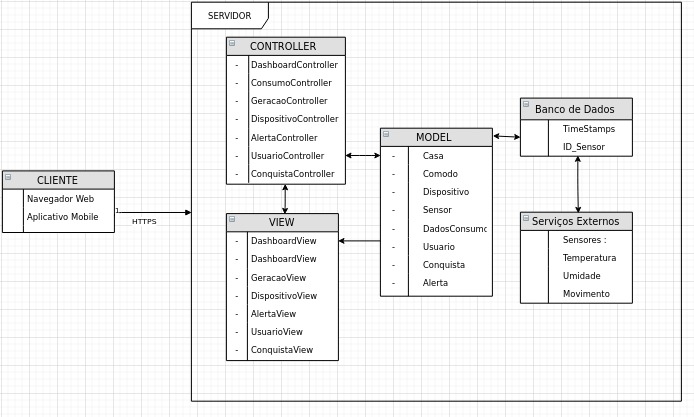 SERVIDOR
CONTROLLER
- DashboardController
- ConsumoController
- GeracaoController
- DispositivoController
- AlertaController
- UsuarioController
- ConquistaController
CLIENTE
Navegador Web
Aplicativo Mobile
1
HTTPS
VIEW
- DashboardView
- DashboardView
- GeracaoView
- DispositivoView
- AlertaView
- UsuarioView
- ConquistaView
MODEL
- Casa
- Comodo
- Dispositivo
- Sensor
- DadosConsumo
- Usuario
- Conquista
- Alerta
Banco de Dados
TimeStamps
ID_Sensor
Serviços Externos
Sensores :
Temperatura
Umidade
Movimento